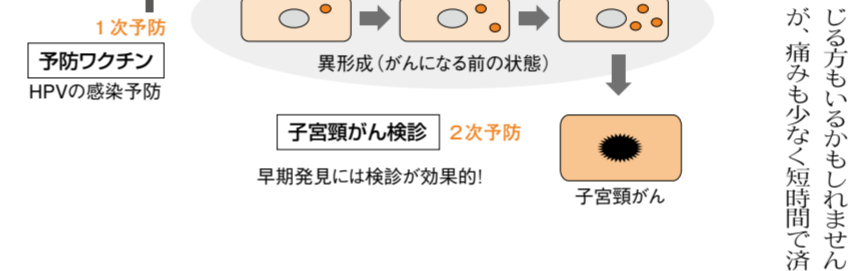 1次予防
予防ワクチン
HPVの感染予防
異形成（がんになる前の状態）
子宮頸がん検診
2次予防
早期発見には検診が効果的!
子宮頸がん
じる方もいるかもしれません
が、痛みも少なく短時間で済